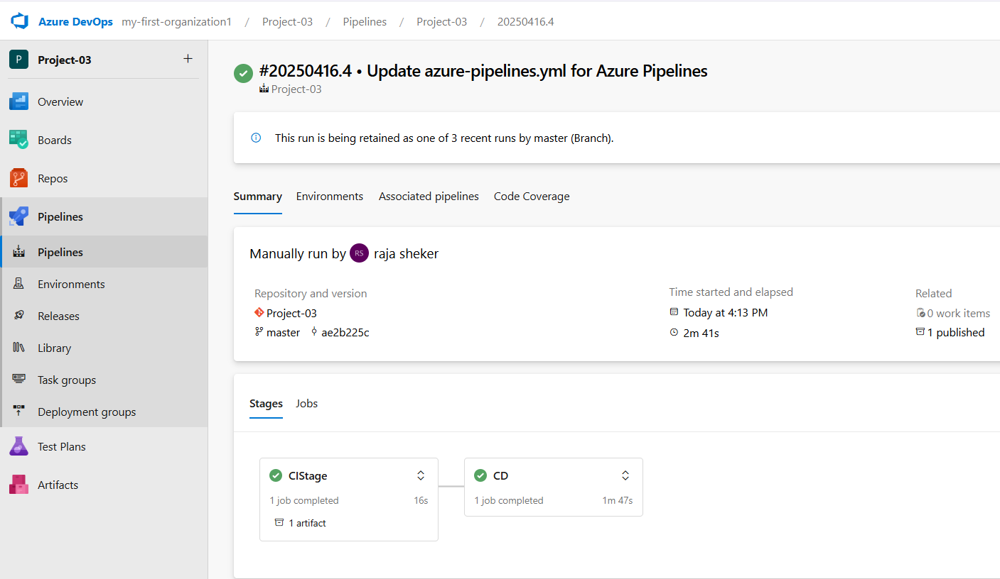 Azure DevOps my-first-organization1 / Project-03 / Pipelines / Project-03 / 20250416.4
P Project-03 +
Overview
Boards
Repos
Pipelines
Pipelines
Environments
Releases
Library
Task groups
Deployment groups
Test Plans
Artifacts
#20250416.4 • Update azure-pipelines.yml for Azure Pipelines
Project-03
This run is being retained as one of 3 recent runs by master (Branch).
Summary Environments Associated pipelines Code Coverage
Manually run by RS raja sheker
Repository and version
Project-03
master ae2b225c
Time started and elapsed
Today at 4:13 PM
2m 41s
Related
0 work items
1 published
Stages Jobs
CIStage
1 job completed 16s
1 artifact
CD
1 job completed 1m 47s